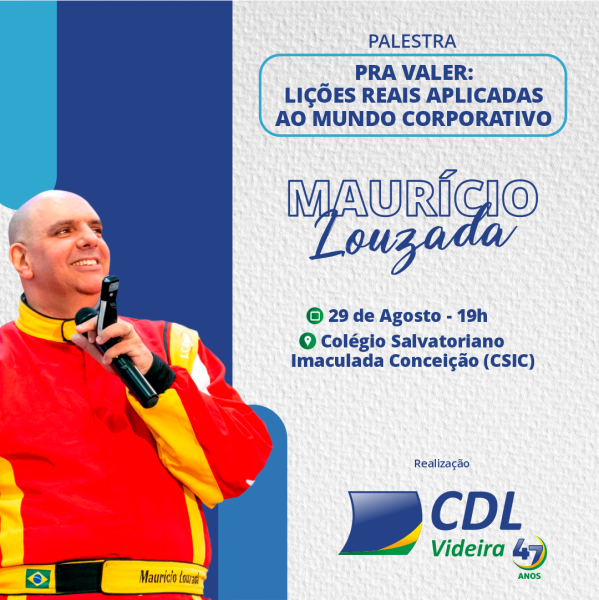 PALESTRA
PRA VALER:
LIÇÕES REAIS APLICADAS
AO MUNDO CORPORATIVO
MAURÍCIO
Louzada
29 de Agosto - 19h
Colégio Salvatoriano
Imaculada Conceição (CSIC)
Realização
CDL
Videira
47
ANOS
Maurício Louzada